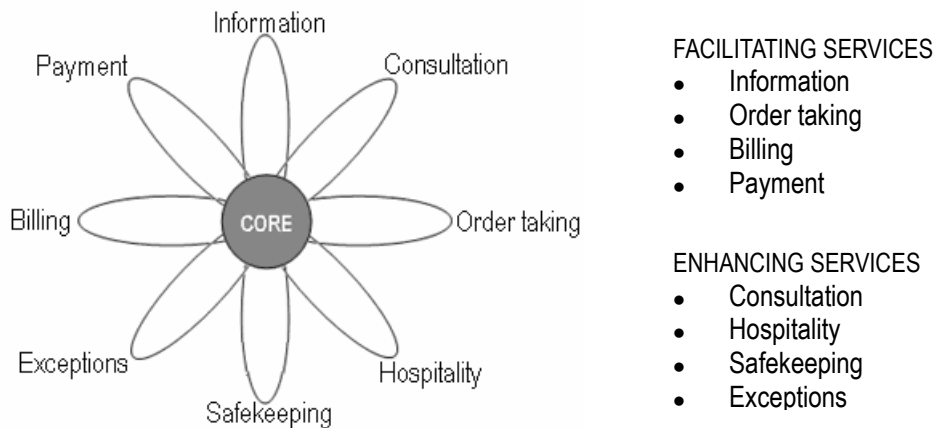 Information
Payment
Consultation
Billing
CORE
Order taking
Exceptions
Hospitality
Safekeeping
FACILITATING SERVICES
• Information
• Order taking
• Billing
• Payment
ENHANCING SERVICES
• Consultation
• Hospitality
• Safekeeping
• Exceptions